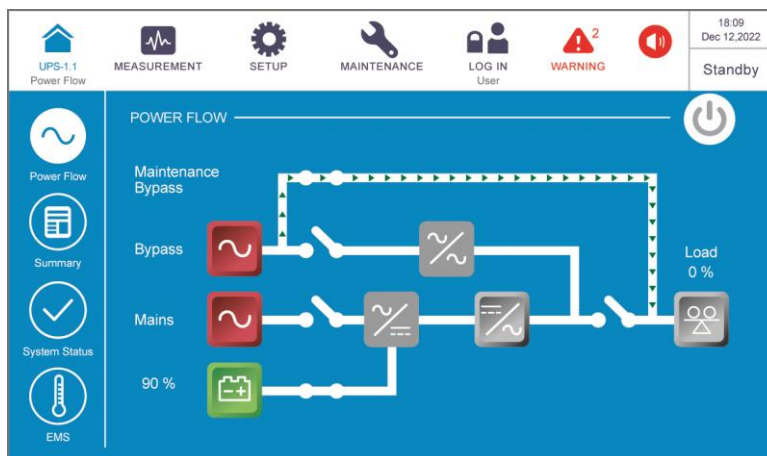 UPS-1.1
Power Flow
MEASUREMENT
SETUP
MAINTENANCE
LOG IN
User
2
WARNING
18:09
Dec 12,2022
Standby
Power Flow
Summary
System Status
EMS
POWER FLOW
Maintenance
Bypass
Bypass
Mains
90 %
Load
0 %